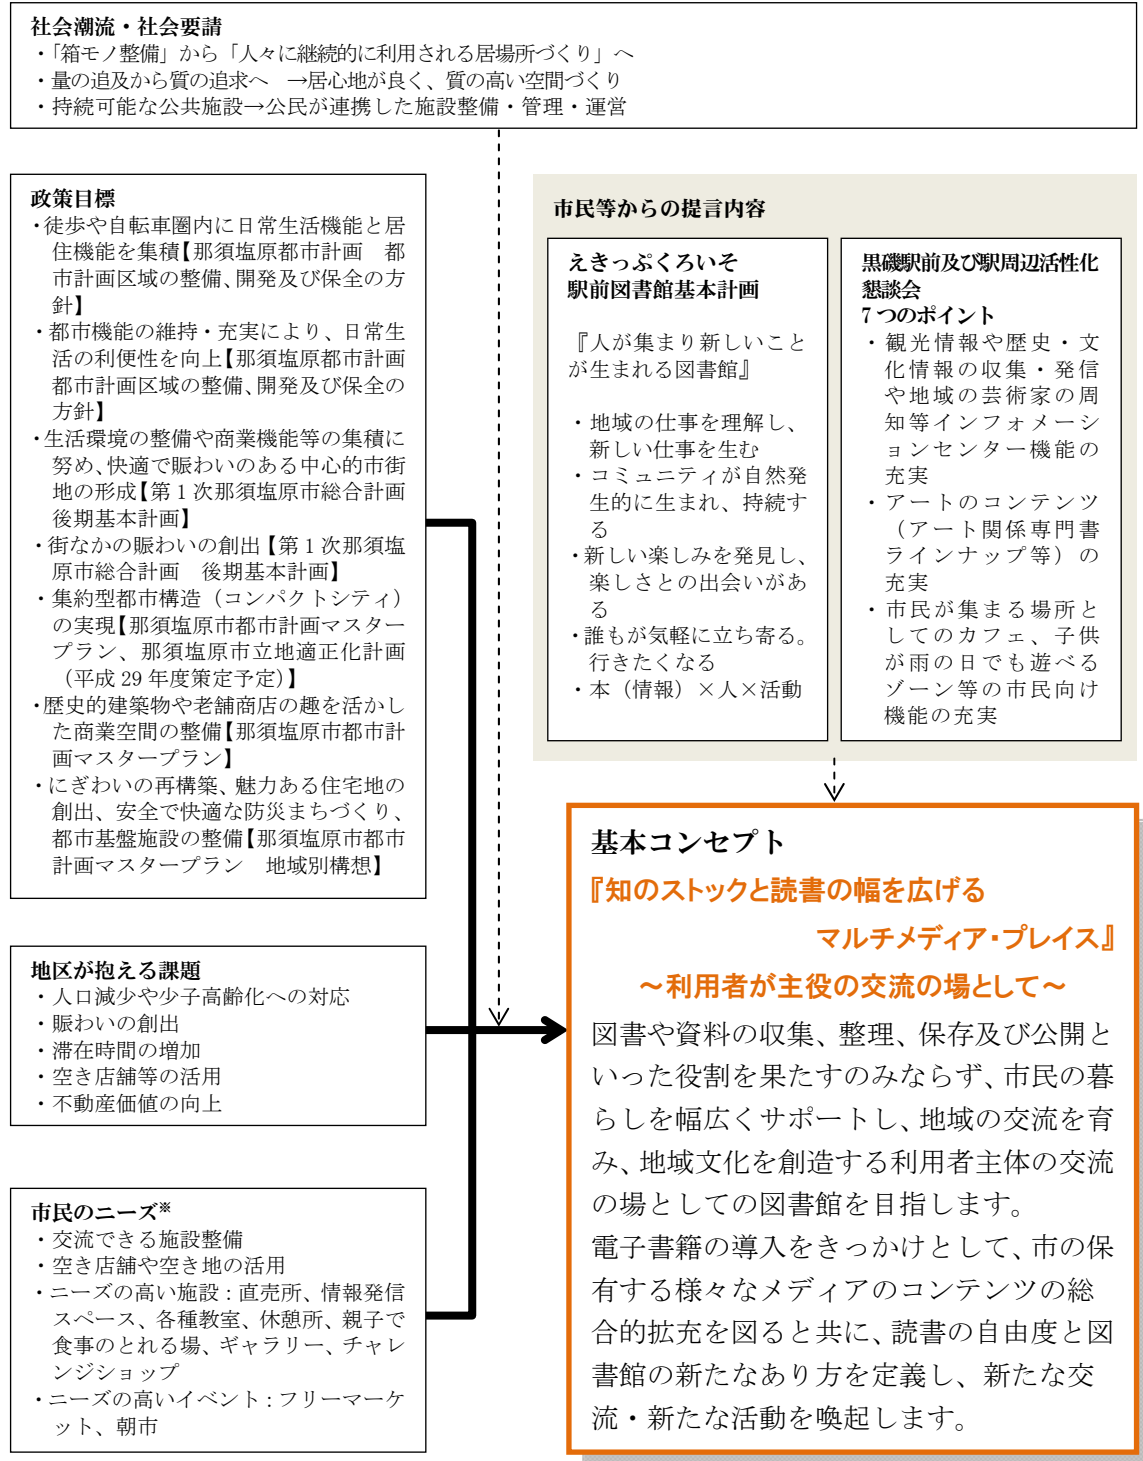 社会潮流・社会要請
・「箱モノ整備」から「人々に継続的に利用される居場所づくり」へ
・量の追及から質の追求へ　→居心地が良く、質の高い空間づくり
・持続可能な公共施設→公民が連携した施設整備・管理・運営
政策目標
・徒歩や自転車圏内に日常生活機能と居
住機能を集積【那須塩原都市計画　都
市計画区域の整備、開発及び保全の方
針】
・都市機能の維持・充実により、日常生
活の利便性を向上【那須塩原都市計画
都市計画区域の整備、開発及び保全の
方針】
・生活環境の整備や商業機能等の集積に
努め、快適で賑わいのある中心的市街
地の形成【第1次那須塩原市総合計画
後期基本計画】
・街なかの賑わいの創出【第1次那須塩
原市総合計画　後期基本計画】
・集約型都市構造（コンパクトシティ）
の実現【那須塩原市都市計画マスター
プラン、那須塩原市立地適正化計画
（平成29年度策定予定）】
・歴史的建築物や老舗商店の趣を活かし
た商業空間の整備【那須塩原市都市計
画マスタープラン】
・にぎわいの再構築、魅力ある住宅地の
創出、安全で快適な防災まちづくり、
都市基盤施設の整備【那須塩原市都市
計画マスタープラン　地域別構想】
地区が抱える課題
・人口減少や少子高齢化への対応
・賑わいの創出
・滞在時間の増加
・空き店舗等の活用
・不動産価値の向上
市民のニーズ※
・交流できる施設整備
・空き店舗や空き地の活用
・ニーズの高い施設：直売所、情報発信
スペース、各種教室、休憩所、親子で
食事のとれる場、ギャラリー、チャレ
ンジショップ
・ニーズの高いイベント：フリーマーケ
ット、朝市
市民等からの提言内容
えきっぷくろいそ
駅前図書館基本計画
『人が集まり新しいこと
が生まれる図書館』
・地域の仕事を理解し、
新しい仕事を生む
・コミュニティが自然発
生的に生まれ、持続す
る
・新しい楽しみを発見し、
楽しさとの出会いがあ
る
・誰もが気軽に立ち寄る。
行きたくなる
・本（情報）×人×活動
黒磯駅前及び駅周辺活性化
懇談会
7つのポイント
・観光情報や歴史・文
化情報の収集・発信
や地域の芸術家の周
知等インフォメーシ
ョンセンター機能の
充実
・アートのコンテンツ
（アート関係専門書
ラインナップ等）の
充実
・市民が集まる場所と
してのカフェ、子供
が雨の日でも遊べる
ゾーン等の市民向け
機能の充実
基本コンセプト
『知のストックと読書の幅を広げる
マルチメディア・プレイス』
～利用者が主役の交流の場として～
図書や資料の収集、整理、保存及び公開と
いった役割を果たすのみならず、市民の暮
らしを幅広くサポートし、地域の交流を育
み、地域文化を創造する利用者主体の交流
の場としての図書館を目指します。
電子書籍の導入をきっかけとして、市の保
有する様々なメディアのコンテンツの総
合的拡充を図ると共に、読書の自由度と図
書館の新たなあり方を定義し、新たな交
流・新たな活動を喚起します。